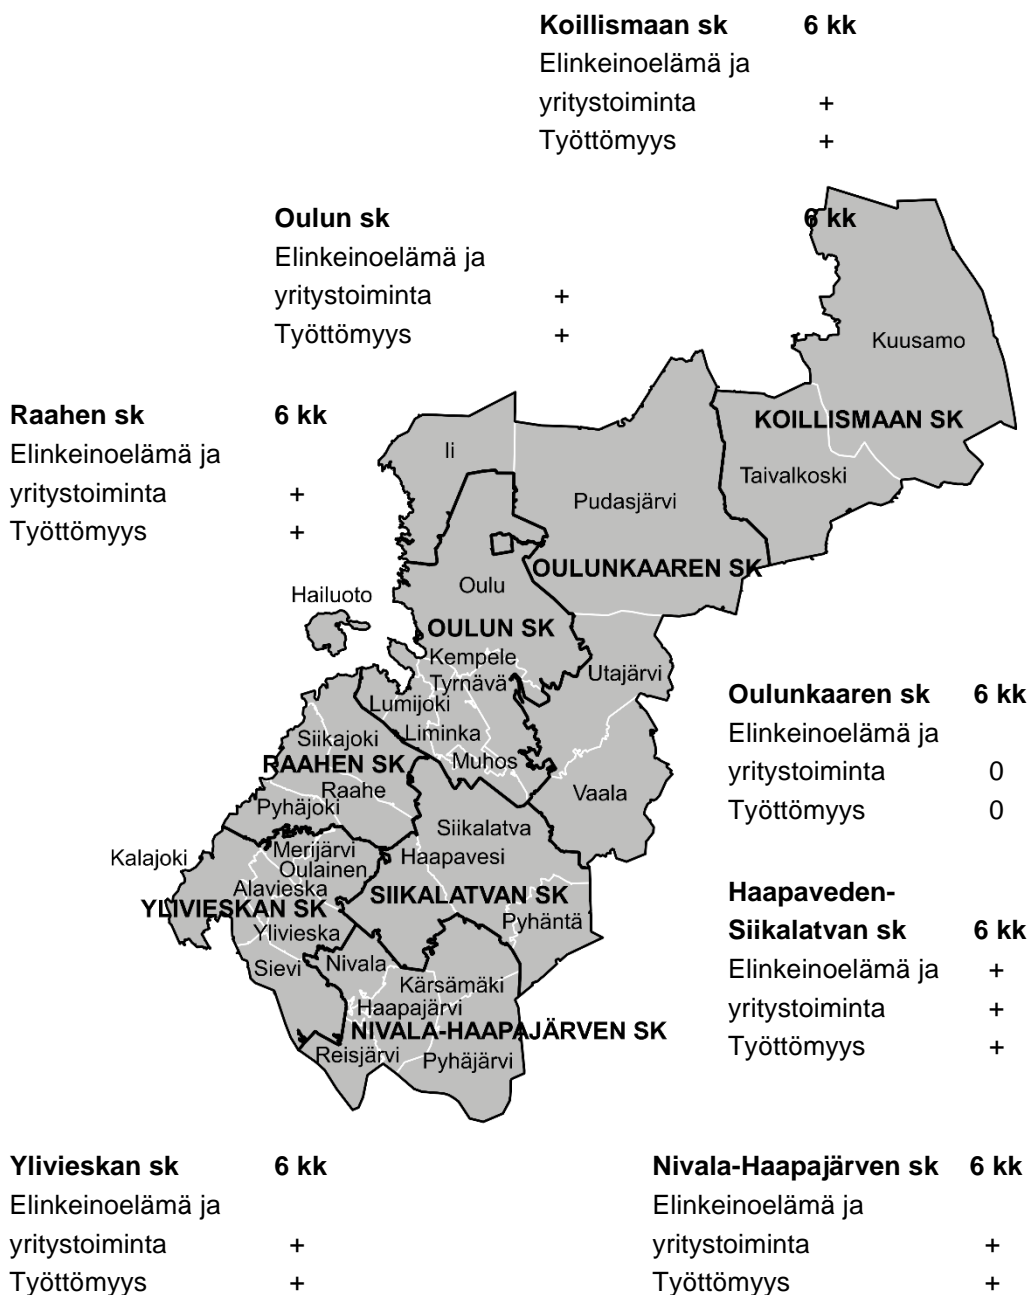 Koillismaan sk 6 kk
Elinkeinoelämä ja
yritystoiminta +
Työttömyys +
Oulun sk 6 kk
Elinkeinoelämä ja
yritystoiminta +
Työttömyys +
Raahen sk 6 kk
Elinkeinoelämä ja
yritystoiminta +
Työttömyys +
Kuusamo
KOILLISMAAN SK
Taivalkoski
Ii
Pudasjärvi
OULUNKAAREN SK
Oulu
Hailuoto
OULUN SK
Kempele
Tyrnävä
Utajärvi
Lumijoki
Liminka
Muhos
Siikajoki
RAAHEN SK
Raahe
Pyhäjoki
Vaala
Siikalatva
Merijärvi
Haapavesi
Kalajoki
Oulainen
Alavieska
SIIKALATVAN SK
YLIVIESKAN SK
Pyhäntä
Ylivieska
Sievi
Nivala
Kärsämäki
Haapajärvi
NIVALA-HAAPAJÄRVEN SK
Reisjärvi
Pyhäjärvi
Oulunkaaren sk 6 kk
Elinkeinoelämä ja
yritystoiminta 0
Työttömyys 0
Haapaveden-
Siikalatvan sk 6 kk
Elinkeinoelämä ja +
yritystoiminta +
Työttömyys +
Ylivieskan sk 6 kk
Elinkeinoelämä ja
yritystoiminta +
Työttömyys +
Nivala-Haapajärven sk 6 kk
Elinkeinoelämä ja
yritystoiminta +
Työttömyys +